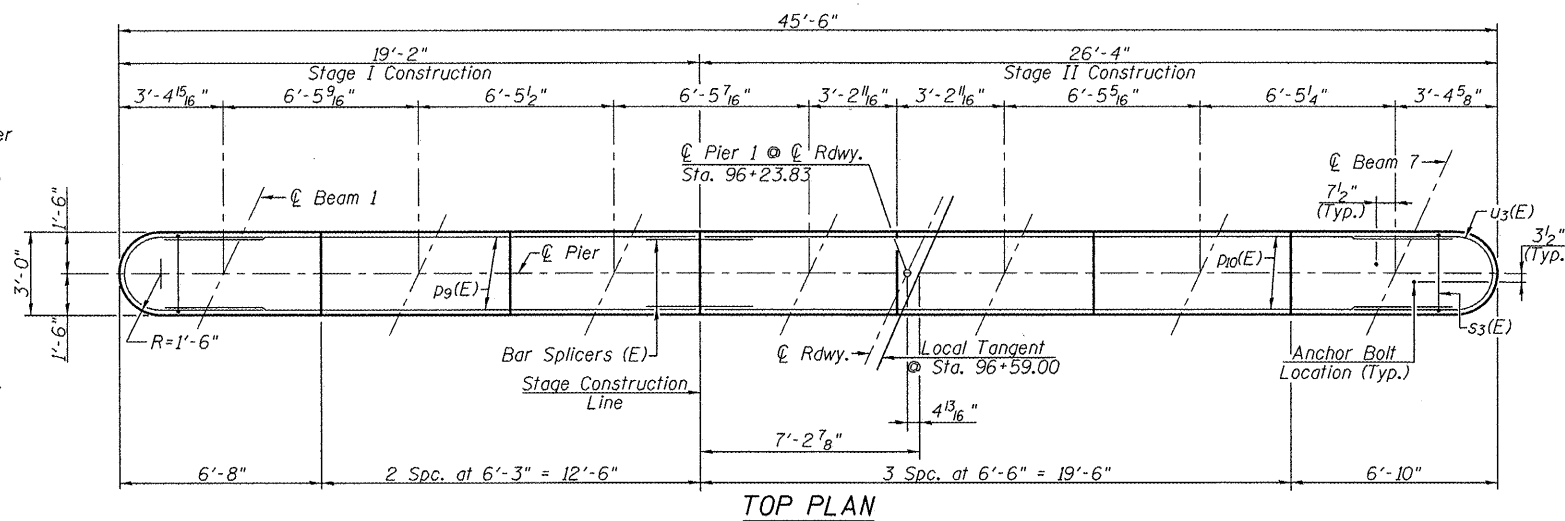 45'-6"
19'-2"
Stage I Construction
26'-4"
Stage II Construction
3'-4 15/16"
6'-5 9/16"
6'-5 1/2"
6'-5 7/16"
3'-2 11/16"
3'-2 11/16"
6'-5 5/16"
6'-5 1/4"
3'-4 5/8"
er
℄ Pier 1 @ ℄ Rdwy.
Sta. 96+23.83
℄ Beam 7
℄ Beam 1
7 1/2"
(Typ.)
u3(E)
1'-6"
3'-0"
1'-6"
℄ Pier
p9(E)
p10(E)
3 1/2"
(Typ.
s3(E)
R=1'-6"
Bar Splicers (E)
℄ Rdwy.
Local Tangent
@ Sta. 96+59.00
Anchor Bolt
Location (Typ.)
Stage Construction
Line
4 13/16"
7'-2 7/8"
6'-8"
2 Spc. at 6'-3" = 12'-6"
3 Spc. at 6'-6" = 19'-6"
6'-10"
TOP PLAN